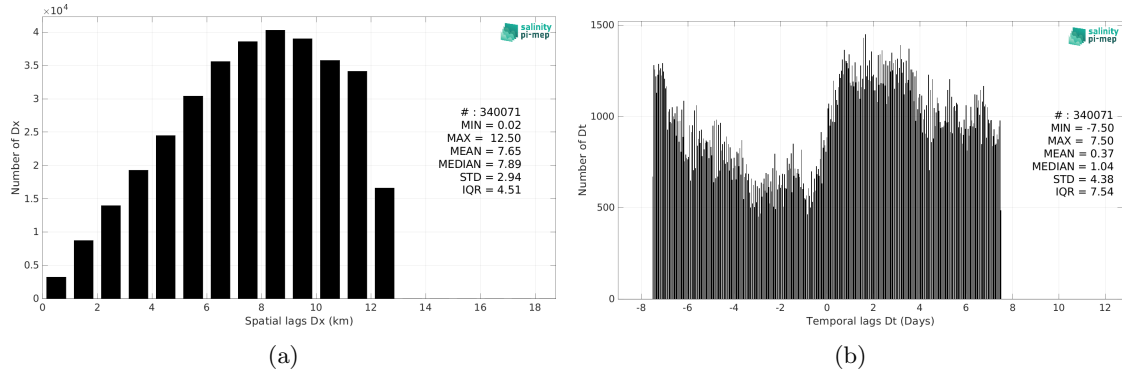 ×10⁴
4
3.5
3
2.5
2
1.5
1
0.5
0
Number of Dx
0 2 4 6 8 10 12 14 16 18
Spatial lags Dx (km)
salinity
pi-mep
# : 340071
MIN = 0.02
MAX = 12.50
MEAN = 7.65
MEDIAN = 7.89
STD = 2.94
IQR = 4.51
(a)
1500
1000
500
0
Number of Dt
-8 -6 -4 -2 0 2 4 6 8 10 12
Temporal lags Dt (Days)
salinity
pi-mep
# : 340071
MIN = -7.50
MAX = 7.50
MEAN = 0.37
MEDIAN = 1.04
STD = 4.38
IQR = 7.54
(b)